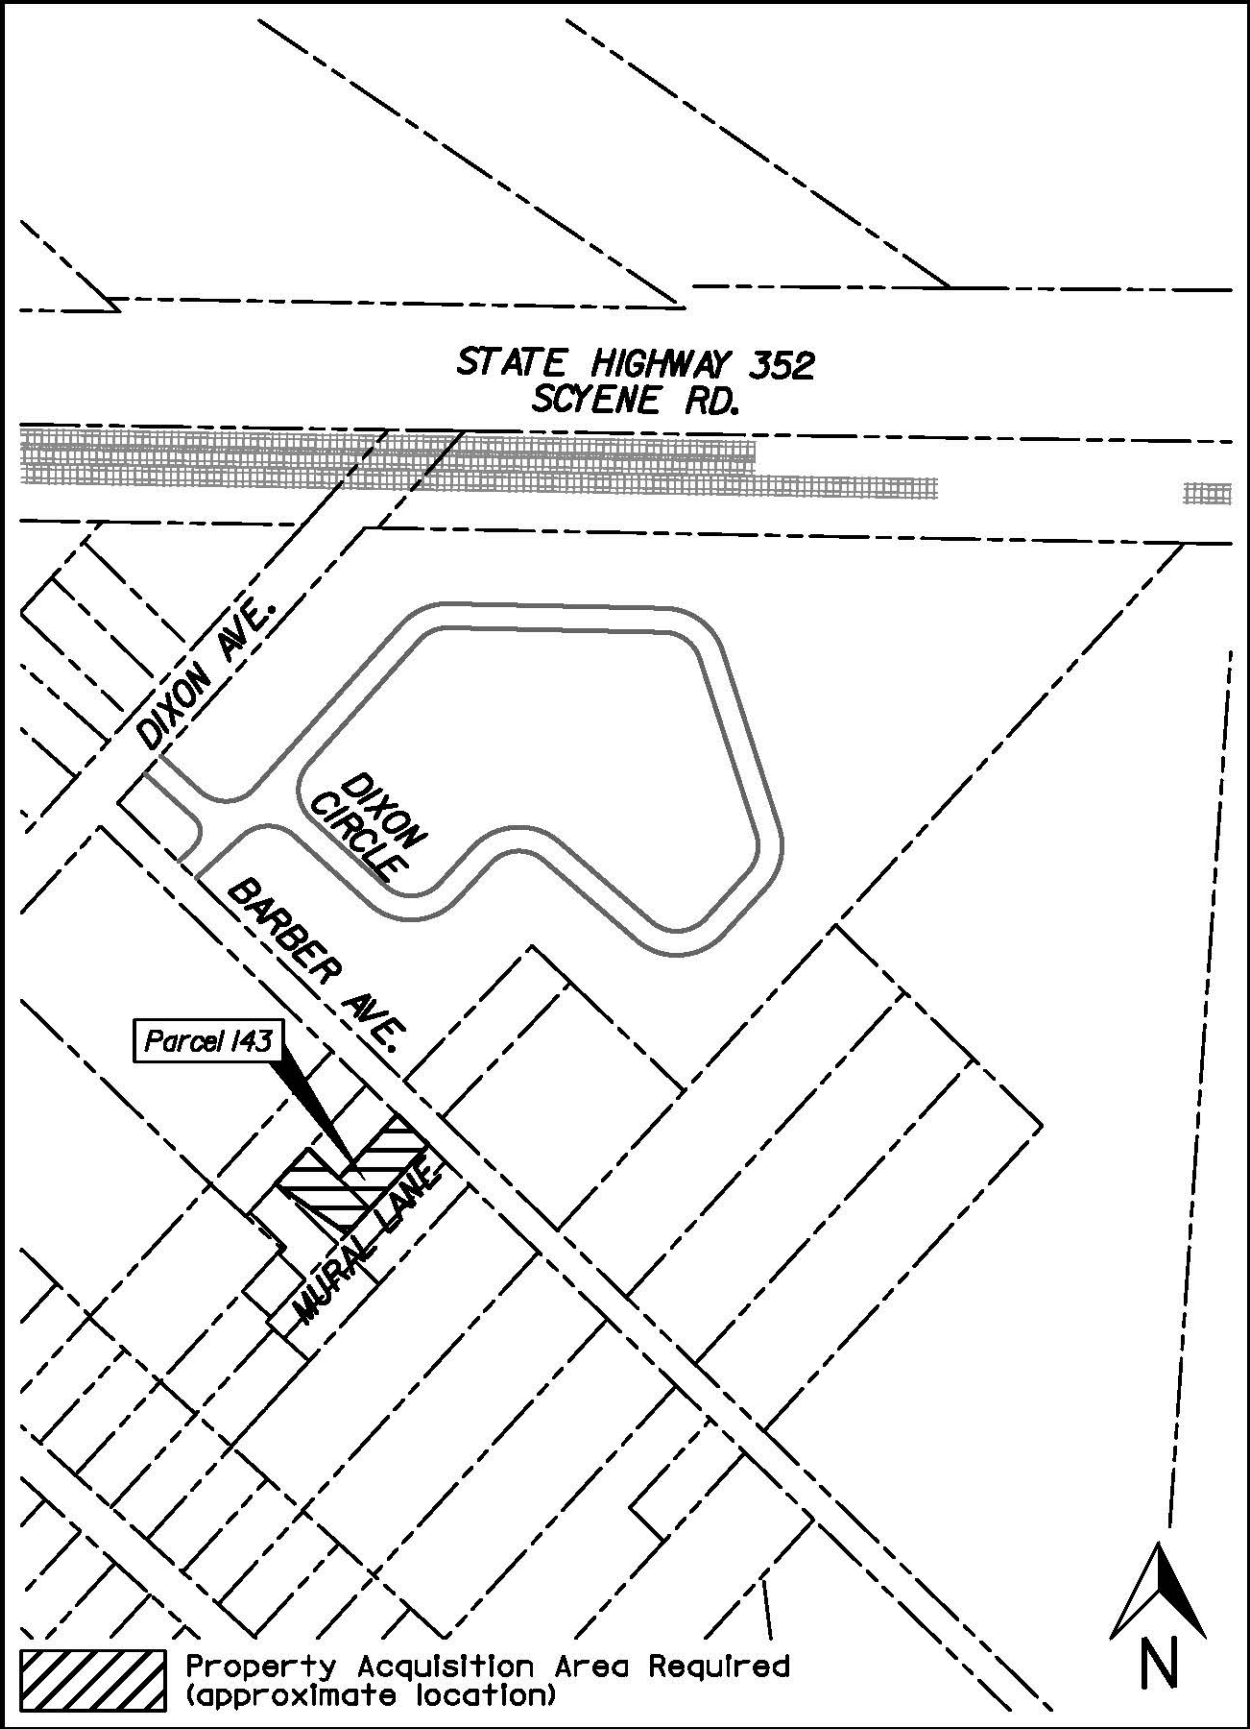 STATE HIGHWAY 352
SCYENE RD.
DIXON AVE.
DIXON
CIRCLE
BARBER AVE.
Parcel 143
MURAL LANE
N
Property Acquisition Area Required
(approximate location)